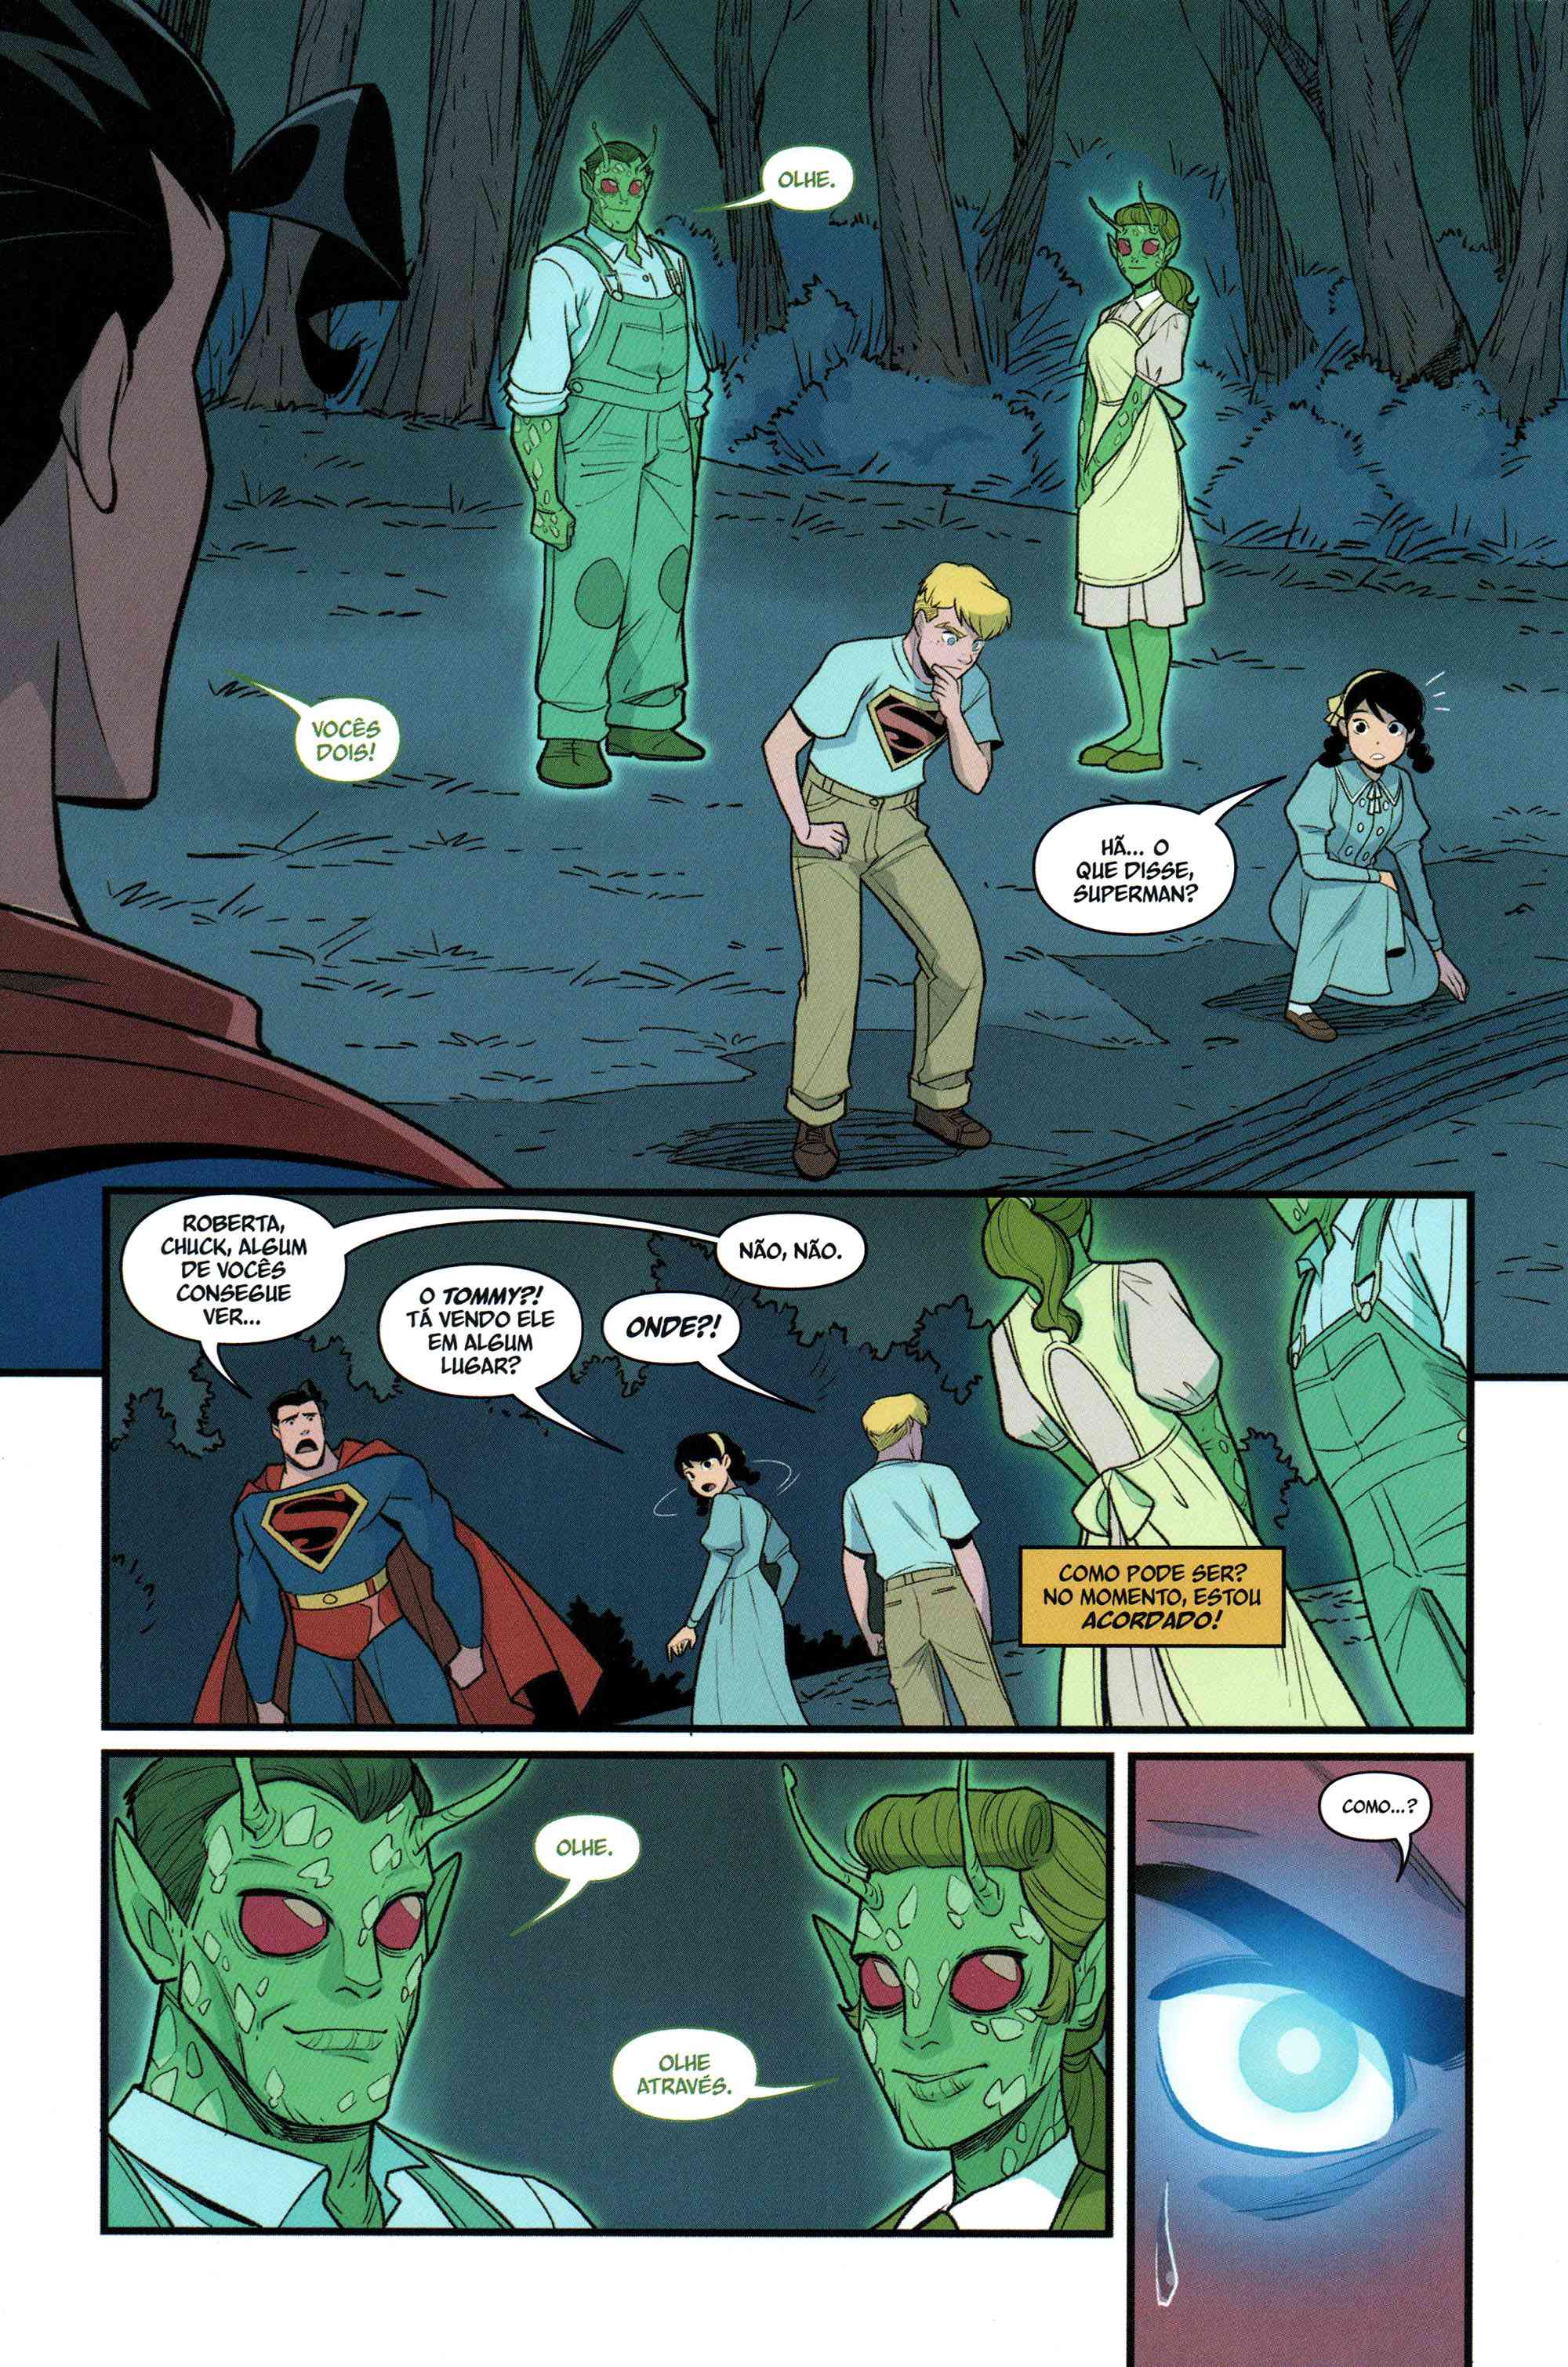 OLHE.
VOCÊS
DOIS!
HÃ... O
QUE DISSE,
SUPERMAN?
ROBERTA,
CHUCK, ALGUM
DE VOCÊS
CONSEGUE
VER...
O TOMMY?!
TÁ VENDO ELE
EM ALGUM
LUGAR?
ONDE?!
NÃO, NÃO.
COMO PODE SER?
NO MOMENTO, ESTOU
ACORDADO!
OLHE.
OLHE
ATRAVÉS.
COMO...?